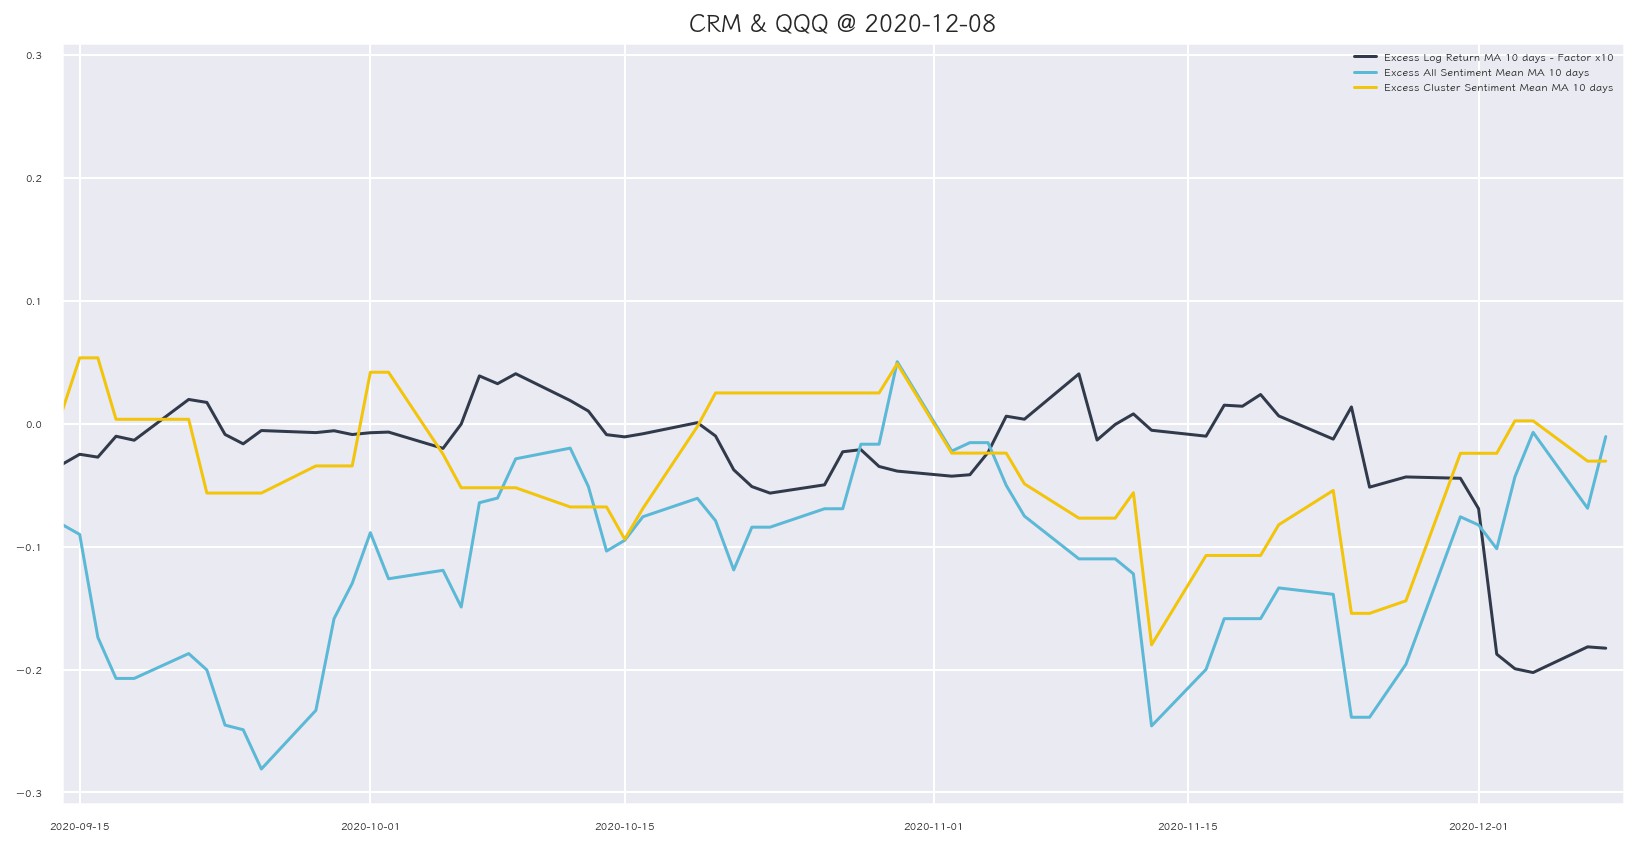 CRM & QQQ @ 2020-12-08
Excess Log Return MA 10 days - Factor x10
Excess All Sentiment Mean MA 10 days
Excess Cluster Sentiment Mean MA 10 days
0.3
0.2
0.1
0.0
−0.1
−0.2
−0.3
2020-09-15 2020-10-01 2020-10-15 2020-11-01 2020-11-15 2020-12-01